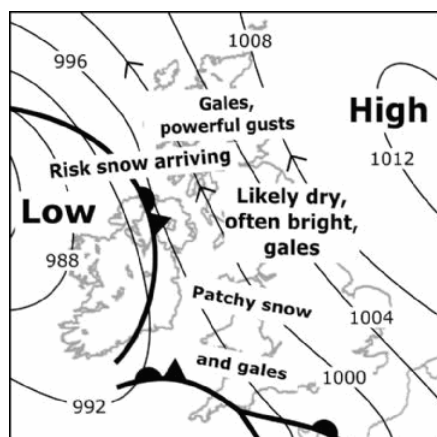 1008
996
Gales,
powerful gusts
High
1012
Risk snow arriving
Low
Likely dry,
often bright,
gales
988
Patchy snow
1004
and gales
1000
992